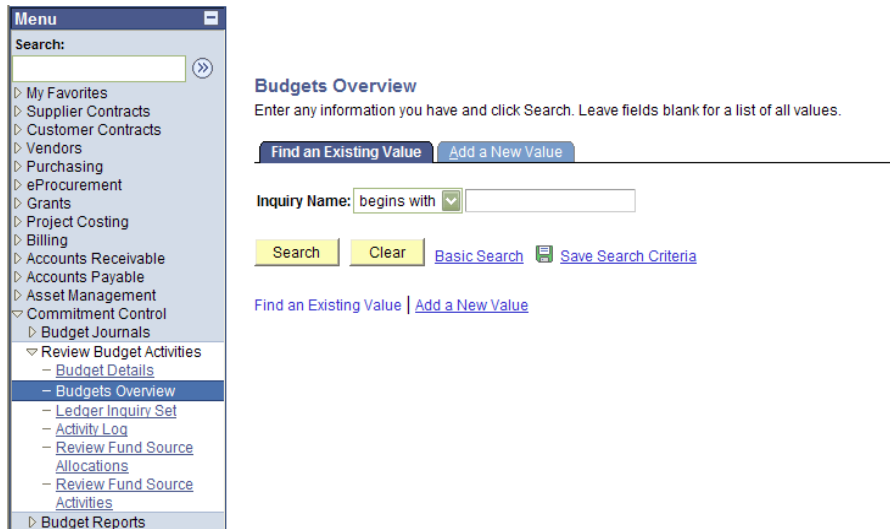 Menu
Search:
My Favorites
Supplier Contracts
Customer Contracts
Vendors
Purchasing
eProcurement
Grants
Project Costing
Billing
Accounts Receivable
Accounts Payable
Asset Management
Commitment Control
Budget Journals
Review Budget Activities
– Budget Details
– Budgets Overview
– Ledger Inquiry Set
– Activity Log
– Review Fund Source
Allocations
– Review Fund Source
Activities
Budget Reports
Budgets Overview
Enter any information you have and click Search. Leave fields blank for a list of all values.
Find an Existing Value Add a New Value
Inquiry Name: begins with
Search Clear Basic Search Save Search Criteria
Find an Existing Value | Add a New Value